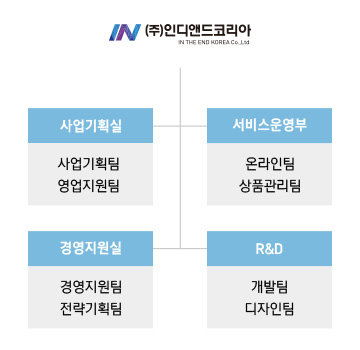 IN (주)인디앤드코리아
IN THE END KOREA Co.,Ltd
사업기획실
사업기획팀
영업지원팀
서비스운영부
온라인팀
상품관리팀
경영지원실
경영지원팀
전략기획팀
R&D
개발팀
디자인팀